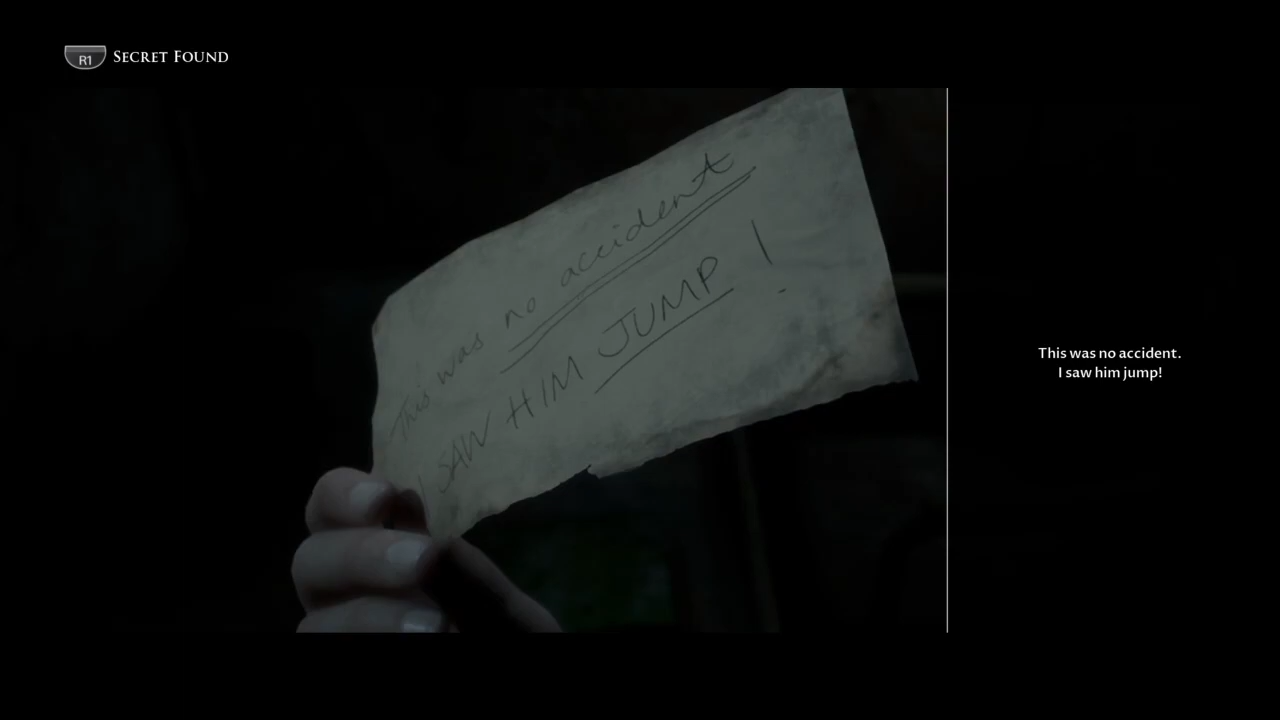 R1 SECRET FOUND
This was no accident
I SAW HIM JUMP!
This was no accident.
I saw him jump!